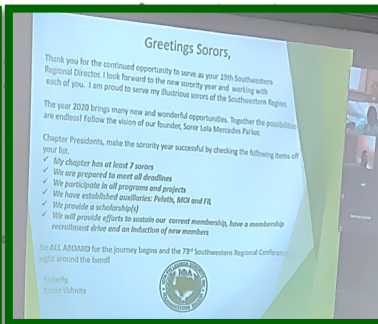 Greetings Sorors,
Thank you for the continued opportunity to serve as your 19th Southwestern
Regional Director. I look forward to the new sorority year and working with
each of you. I am proud to serve my illustrious sorors of the Southwestern Region.
The year 2020 brings many new and wonderful opportunities. Together the possibilities
are endless! Follow the vision of our founder, Soror Lola Mercedes Parker.
Chapter Presidents, make the sorority year successful by checking the following items off
your list.
✓ My chapter has at least 7 sorors
✓ We are prepared to meet all deadlines
✓ We participate in all programs and projects
✓ We have established auxiliaries: Pelatis, MOI and FIL
✓ We provide a scholarship(s)
✓ We will provide efforts to sustain our current membership, have a membership
recruitment drive and an induction of new members
So ALL ABOARD for the journey begins and the 73rd Southwestern Regional Conference
right around the bend!
Sisterly,
Soror Vahnita